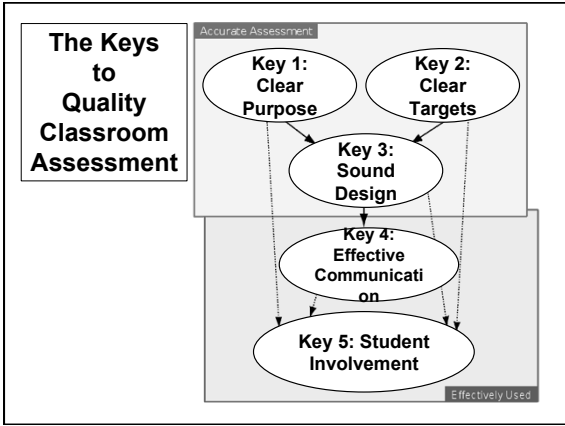 The Keys
to
Quality
Classroom
Assessment
Accurate Assessment
Key 1:
Clear
Purpose
Key 2:
Clear
Targets
Key 3:
Sound
Design
Key 4:
Effective
Communicati
on
Key 5: Student
Involvement
Effectively Used